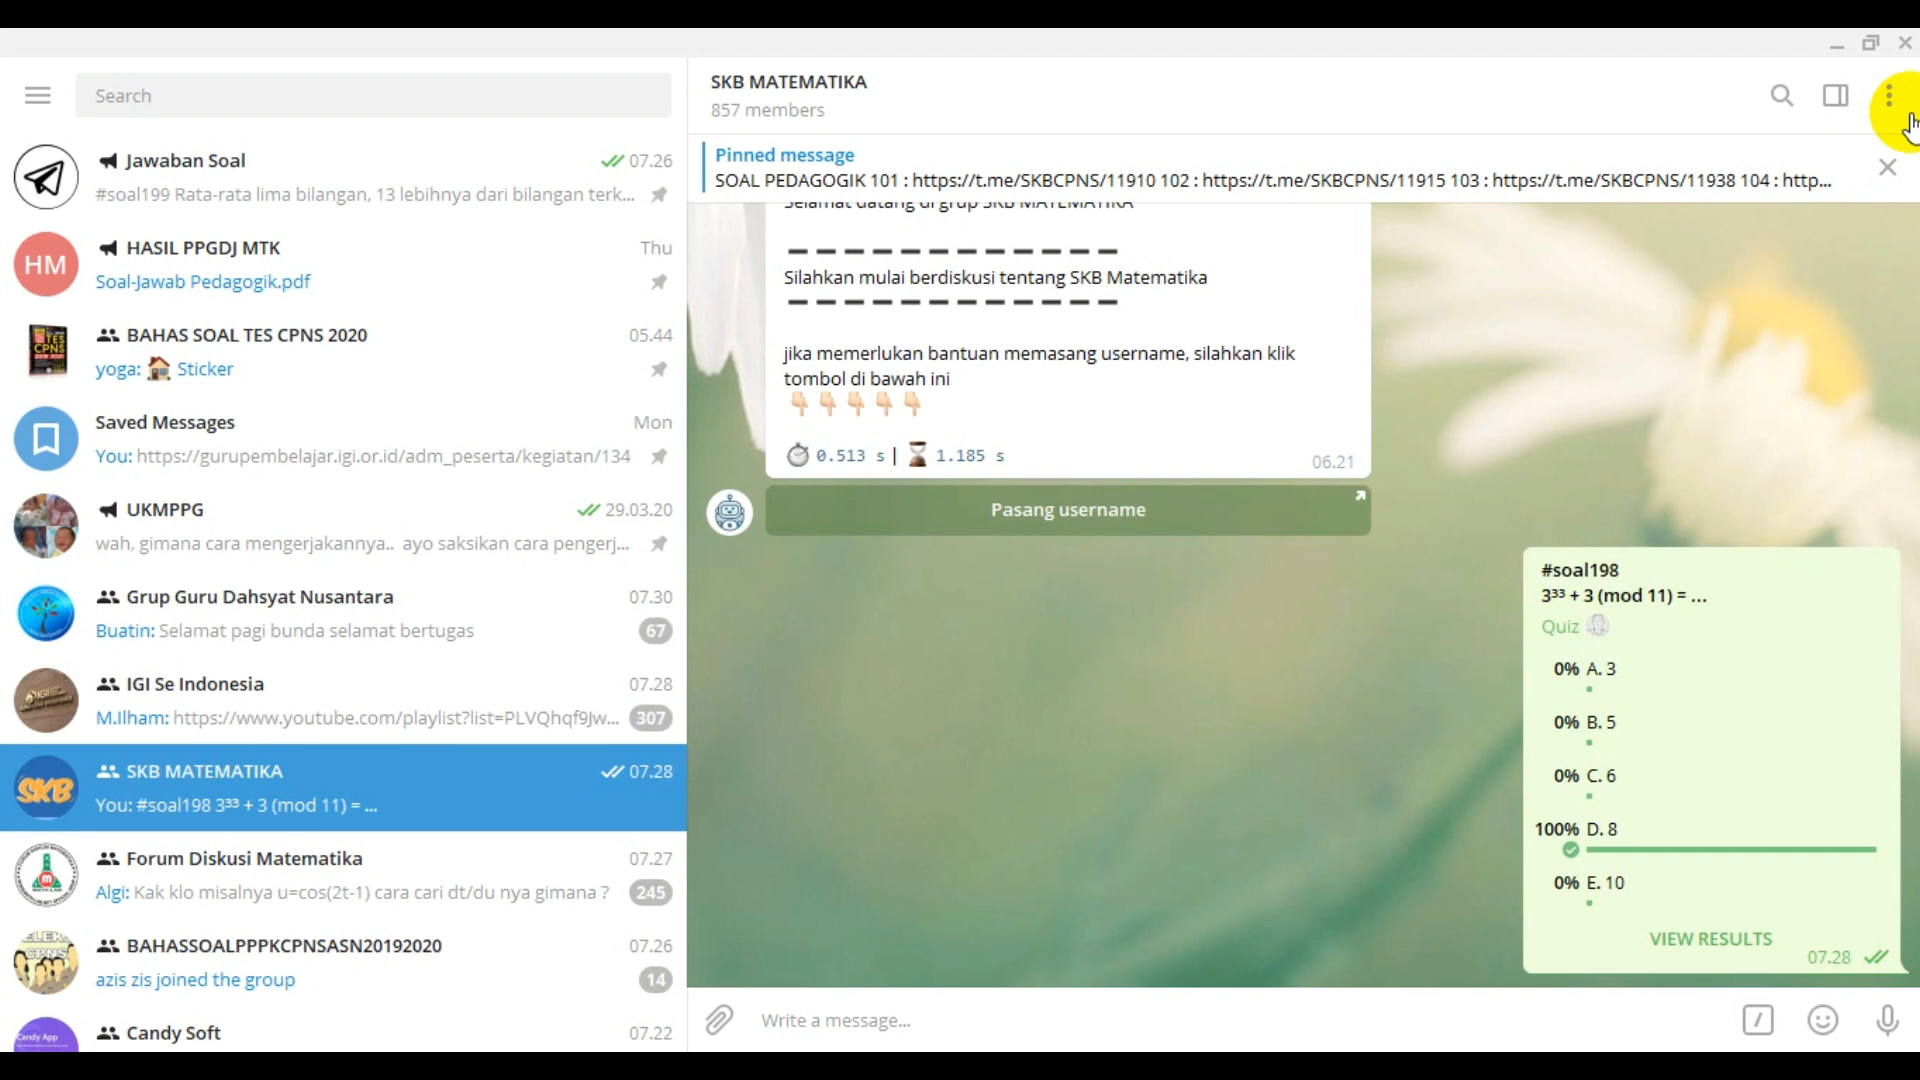 Search
Jawaban Soal 07.26
#soal199 Rata-rata lima bilangan, 13 lebihnya dari bilangan terk...
HM
HASIL PPGDJ MTK Thu
Soal-Jawab Pedagogik.pdf
BAHAS SOAL TES CPNS 2020 05.44
yoga: 🏠 Sticker
Saved Messages Mon
You: https://gurupembelajar.igi.or.id/adm_peserta/kegiatan/134
UKMPPG 29.03.20
wah, gimana cara mengerjakannya.. ayo saksikan cara pengerj...
Grup Guru Dahsyat Nusantara 07.30
Buatin: Selamat pagi bunda selamat bertugas 67
IGI Se Indonesia 07.28
M.Ilham: https://www.youtube.com/playlist?list=PLVQhqf9Jw... 307
SKB
SKB MATEMATIKA 07.28
You: #soal198 3³³ + 3 (mod 11) = ...
Forum Diskusi Matematika 07.27
Algi: Kak klo misalnya u=cos(2t-1) cara cari dt/du nya gimana ? 245
BAHASSOALPPPKCPNSASN20192020 07.26
azis zis joined the group 14
Candy App
Candy Soft 07.22
SKB MATEMATIKA
857 members
Pinned message
SOAL PEDAGOGIK 101 : https://t.me/SKBCPNS/11910 102 : https://t.me/SKBCPNS/11915 103 : https://t.me/SKBCPNS/11938 104 : http...
Selamat datang di grup SKB MATEMATIKA
Silahkan mulai berdiskusi tentang SKB Matematika
jika memerlukan bantuan memasang username, silahkan klik
tombol di bawah ini
👇🏻👇🏻👇🏻👇🏻👇🏻
⏱ 0.513 s | ⏳ 1.185 s
06.21
Pasang username
#soal198
3³³ + 3 (mod 11) = ...
Quiz
0% A. 3
0% B. 5
0% C. 6
100% D. 8
0% E. 10
VIEW RESULTS
07.28
Write a message...